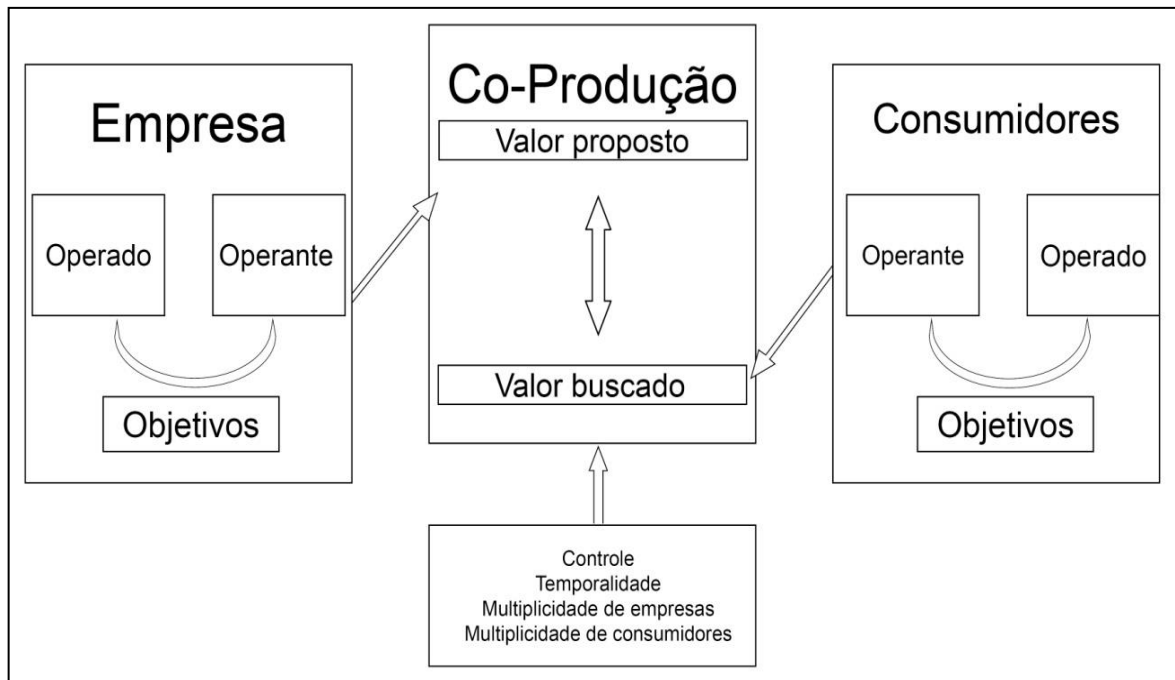 Empresa
Operado
Operante
Objetivos
Co-Produção
Valor proposto
Valor buscado
Consumidores
Operante
Operado
Objetivos
Controle
Temporalidade
Multiplicidade de empresas
Multiplicidade de consumidores